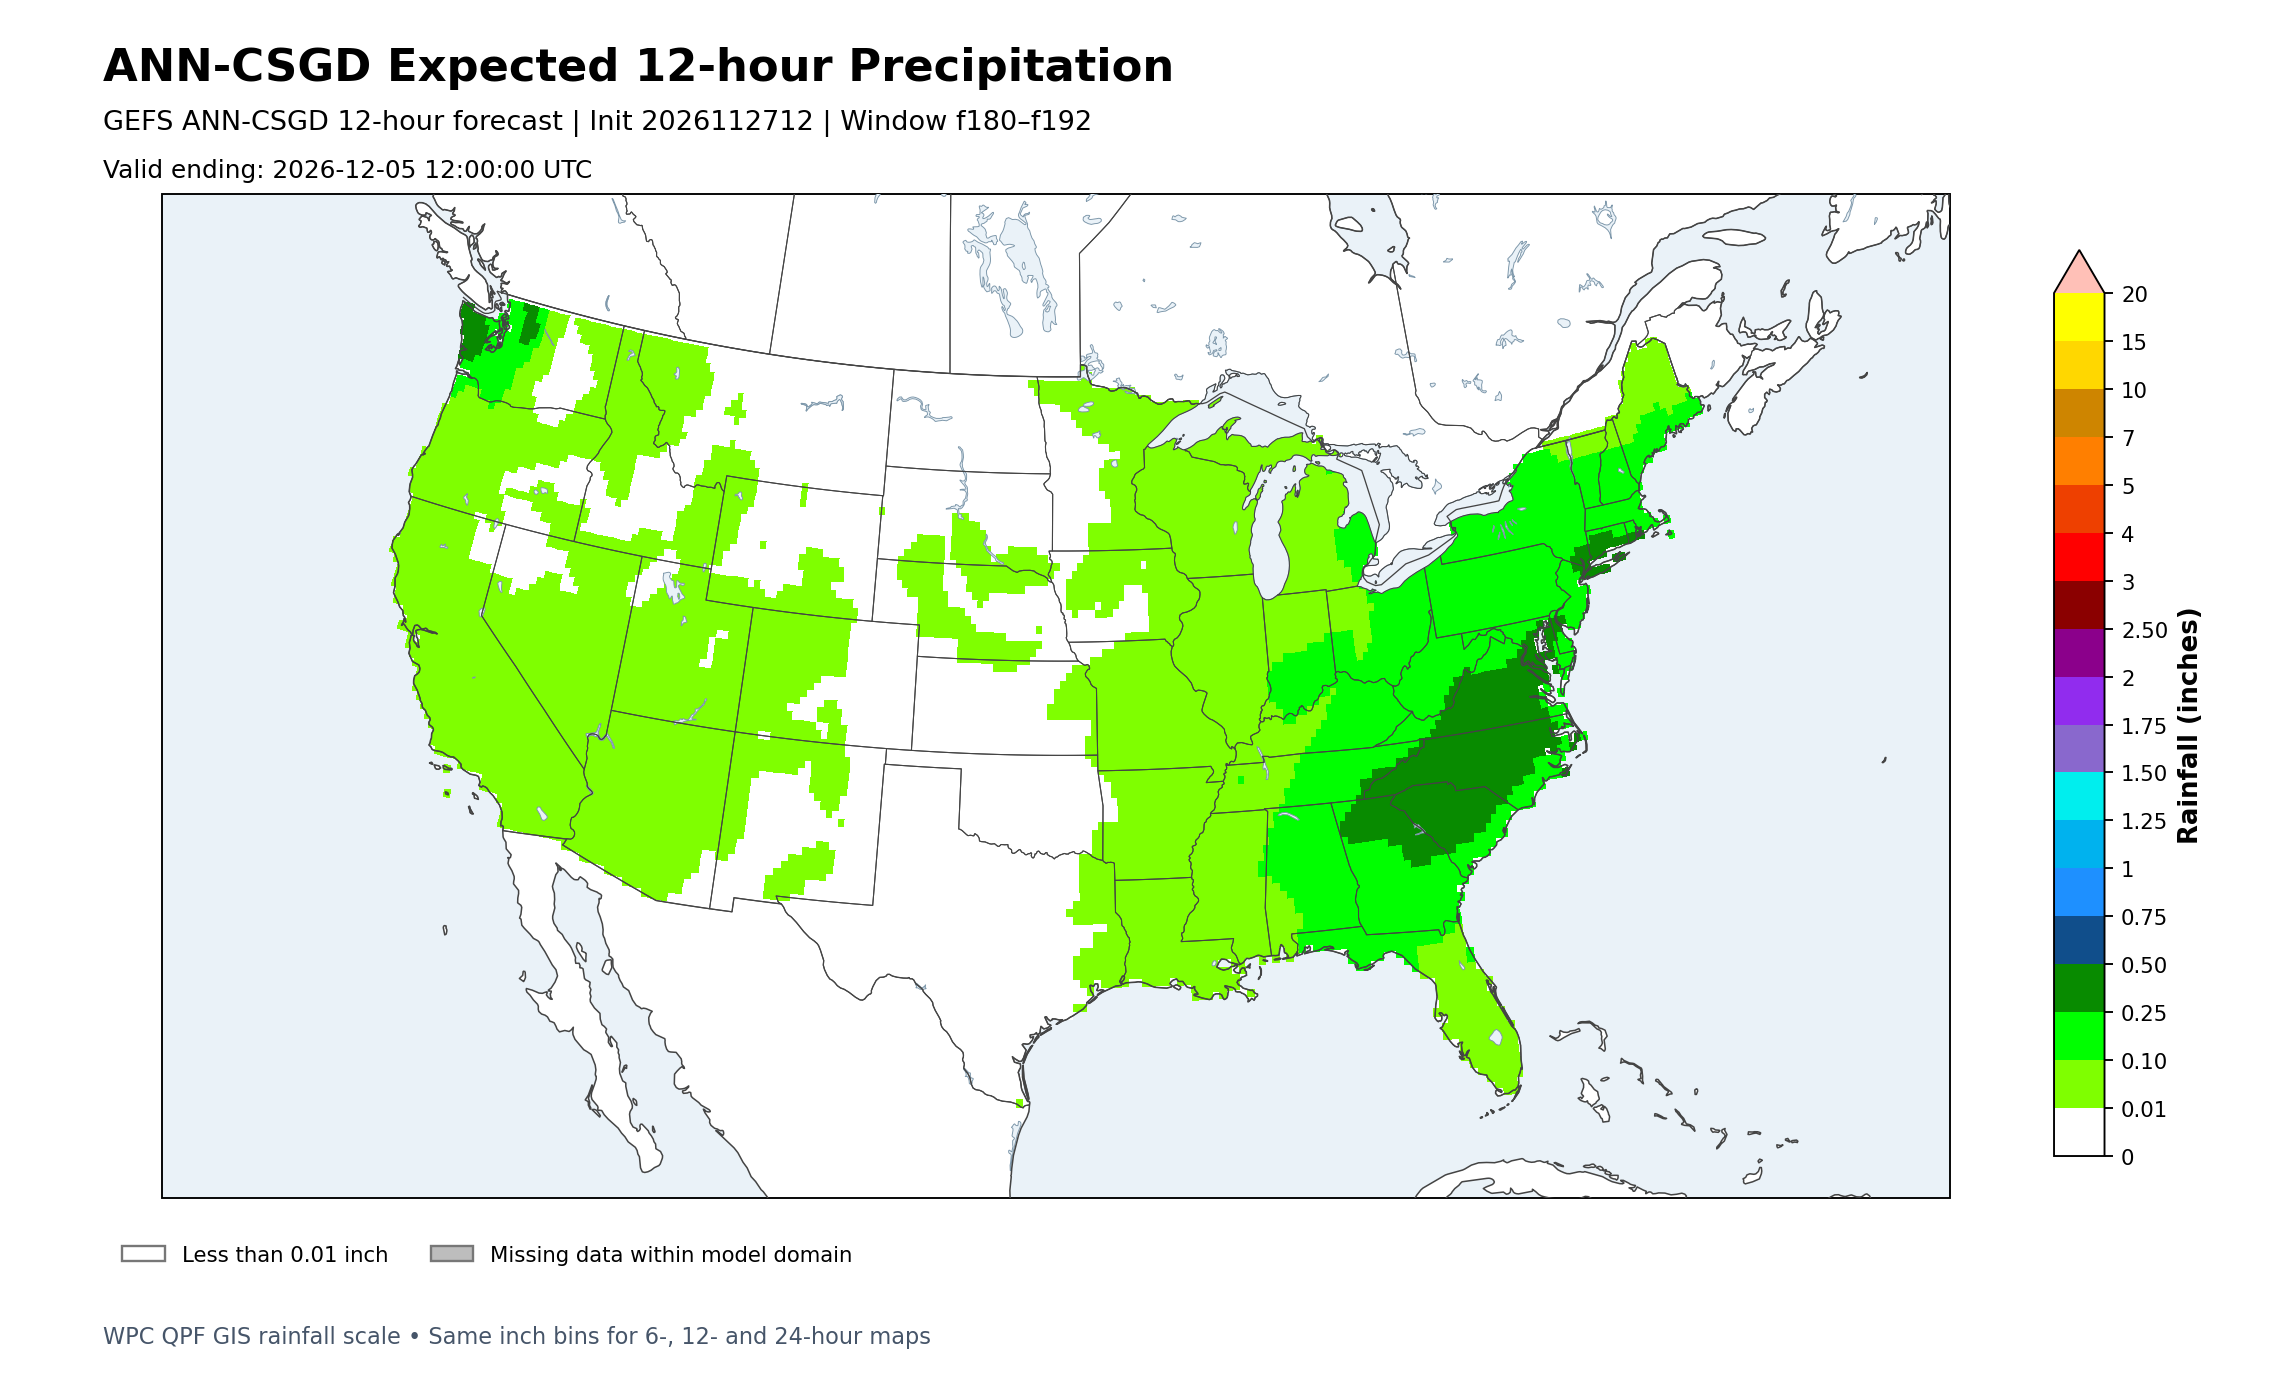 ANN-CSGD Expected 12-hour Precipitation
GEFS ANN-CSGD 12-hour forecast | Init 2026112712 | Window f180–f192
Valid ending: 2026-12-05 12:00:00 UTC
20
15
10
7
5
4
3
2.50
2
1.75
1.50
1.25
1
0.75
0.50
0.25
0.10
0.01
0
Rainfall (inches)
Less than 0.01 inch
Missing data within model domain
WPC QPF GIS rainfall scale • Same inch bins for 6-, 12- and 24-hour maps